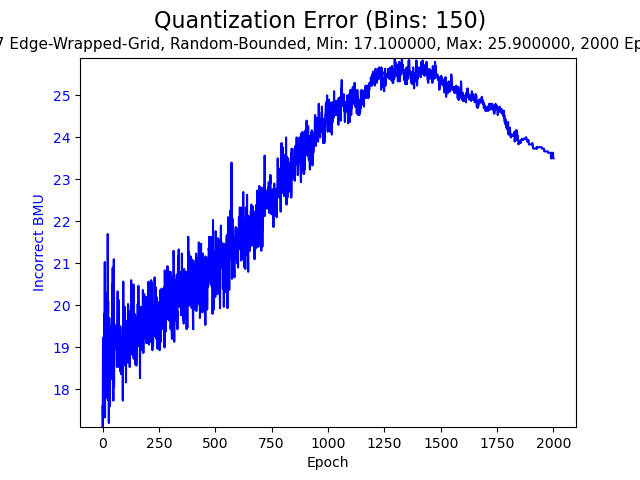 Quantization Error (Bins: 150)
7 Edge-Wrapped-Grid, Random-Bounded, Min: 17.100000, Max: 25.900000, 2000 Ep
25
24
23
22
21
20
19
18
Incorrect BMU
0 250 500 750 1000 1250 1500 1750 2000
Epoch